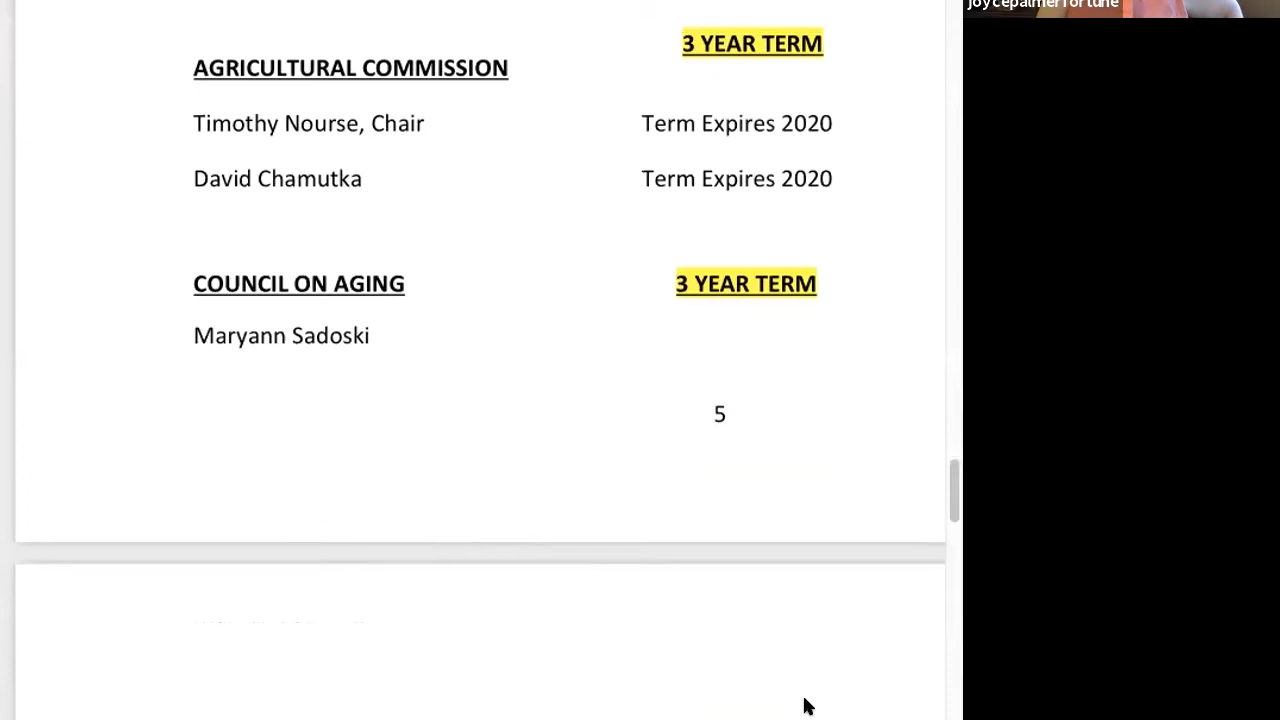 joycepalmerfortune
3 YEAR TERM
AGRICULTURAL COMMISSION
Timothy Nourse, Chair Term Expires 2020
David Chamutka Term Expires 2020
COUNCIL ON AGING 3 YEAR TERM
Maryann Sadoski
5